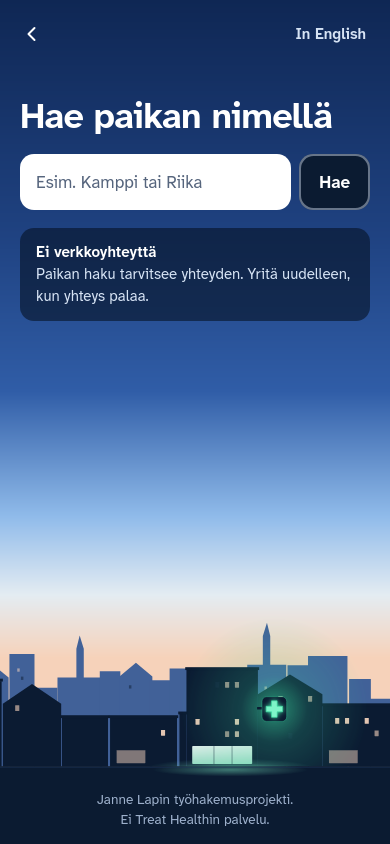 In English
Hae paikan nimellä
Esim. Kamppi tai Riika
Hae
Ei verkkoyhteyttä
Paikan haku tarvitsee yhteyden. Yritä uudelleen,
kun yhteys palaa.
Janne Lapin työhakemusprojekti.
Ei Treat Healthin palvelu.